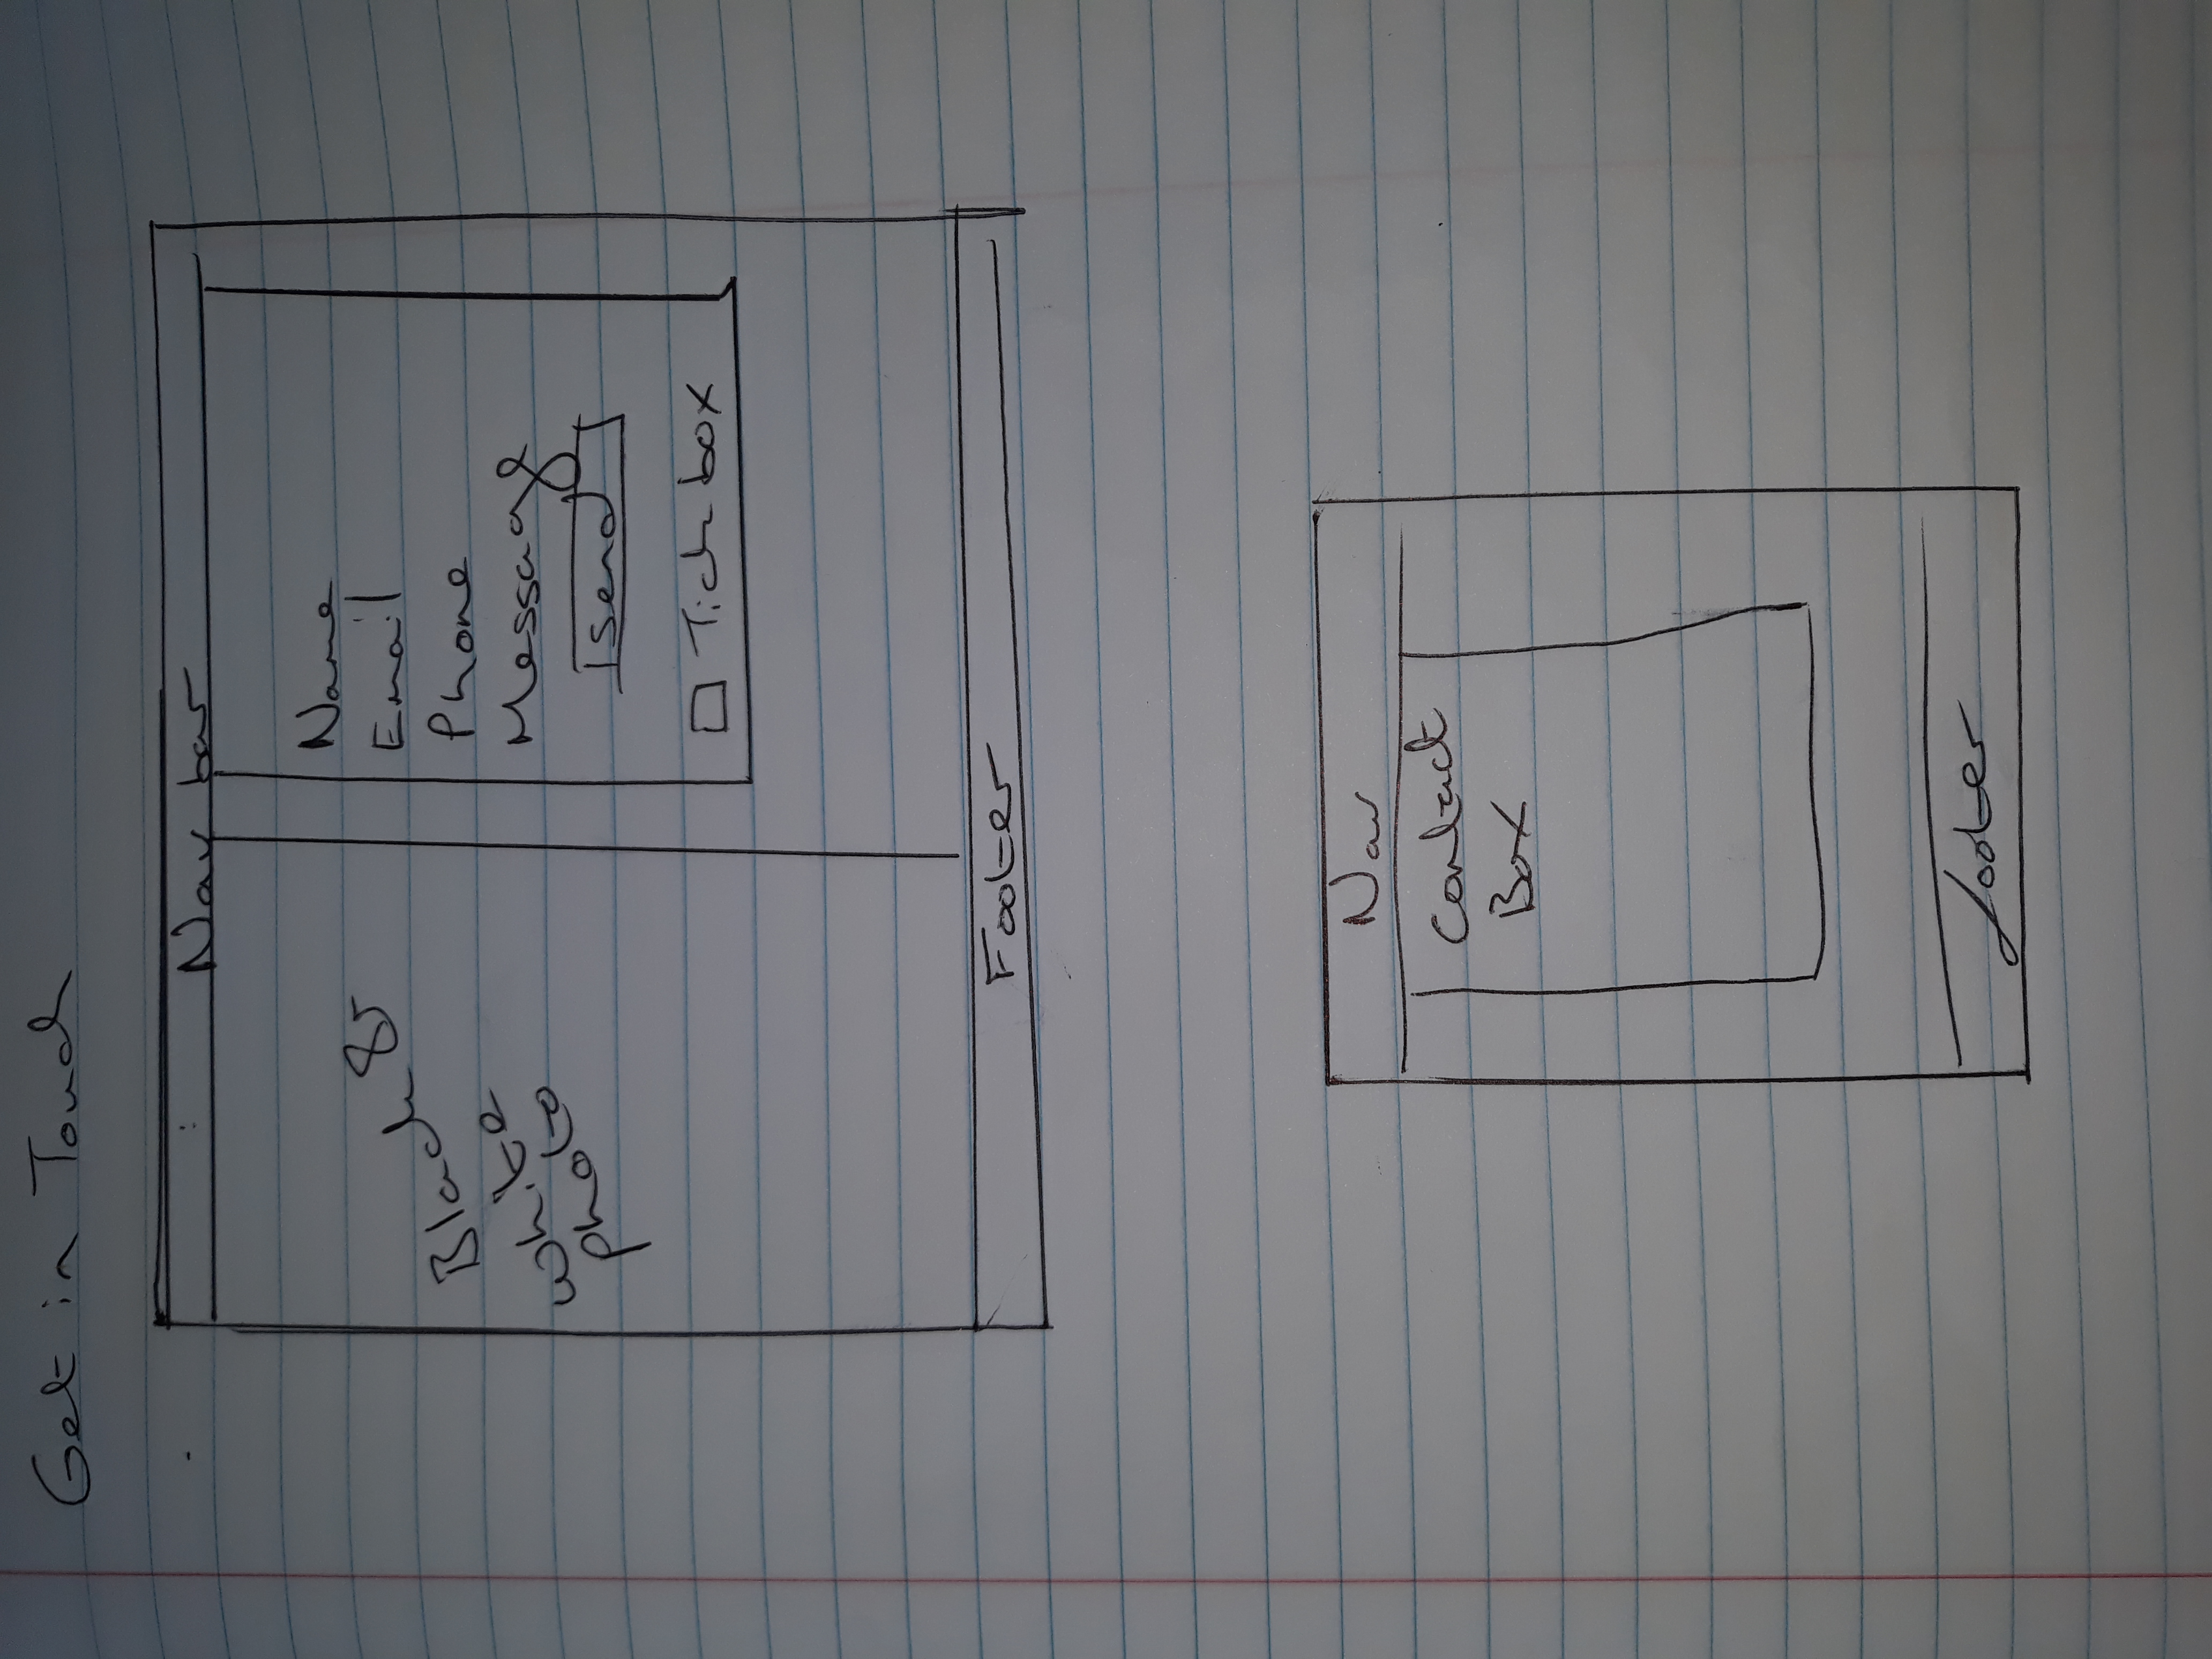 Get in Touch
Nav bar
Black &
white
photo
Name
Email
Phone
Message
Send
Tick box
Footer
Nav
Contact
Box
footer